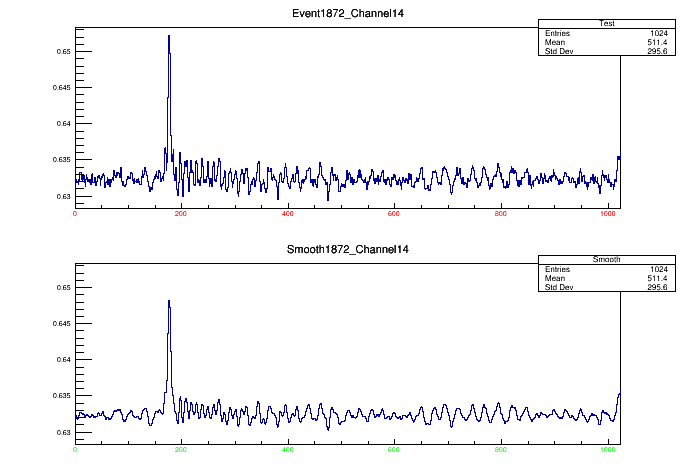 Event1872_Channel14
Test
Entries 1024
Mean 511.4
Std Dev 295.6
0.65
0.645
0.64
0.635
0.63
0 200 400 600 800 1000
Smooth1872_Channel14
Smooth
Entries 1024
Mean 511.4
Std Dev 295.6
0.65
0.645
0.64
0.635
0.63
0 200 400 600 800 1000